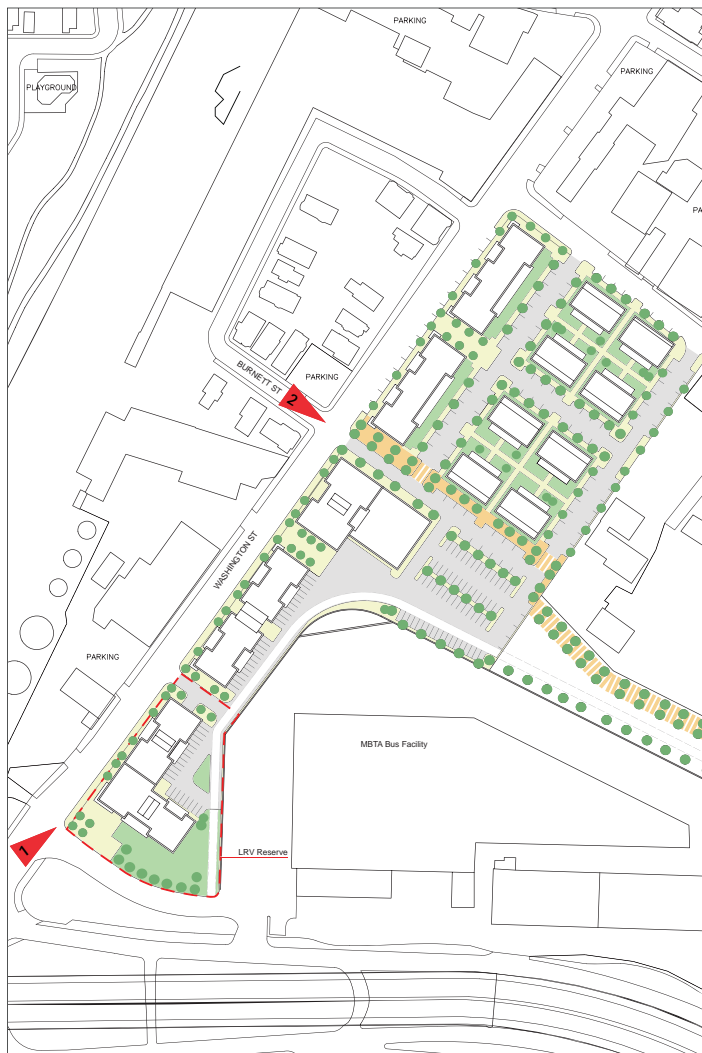 PARKING
PARKING
PLAYGROUND
PA
BURNETT ST
PARKING
2
WASHINGTON ST
PARKING
MBTA Bus Facility
1
LRV Reserve